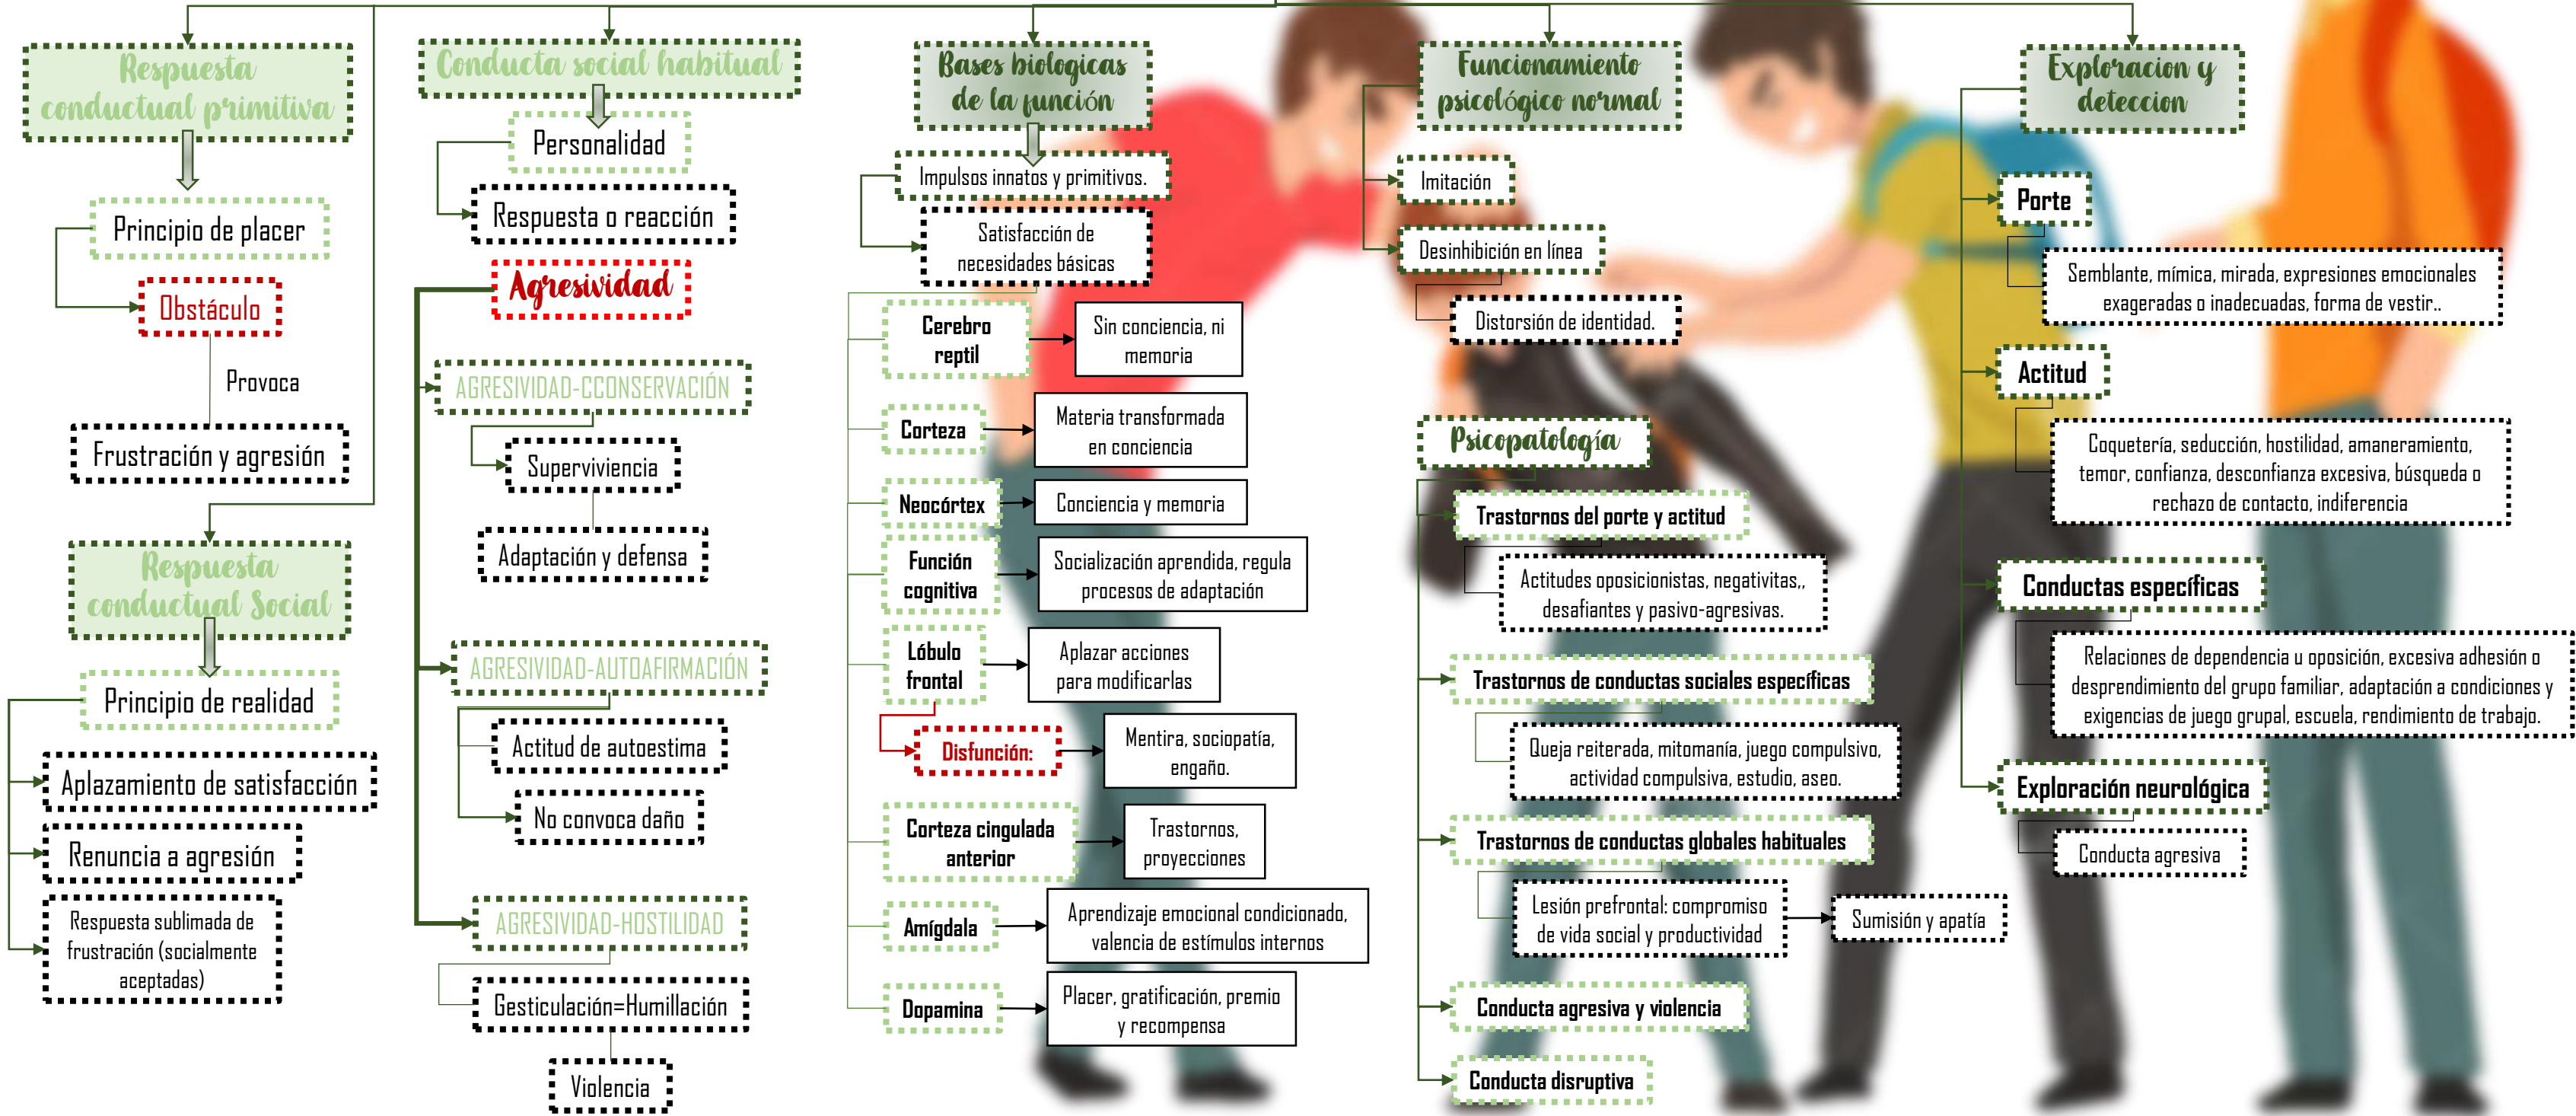 Respuesta
conductual primitiva
Principio de placer
Obstáculo
Provoca
Frustración y agresión
Respuesta
conductual Social
Principio de realidad
Aplazamiento de satisfacción
Renuncia a agresión
Respuesta sublimada de
frustración (socialmente
aceptadas)
Conducta social habitual
Personalidad
Respuesta o reacción
Agresividad
AGRESIVIDAD-CCONSERVACIÓN
Superviviencia
Adaptación y defensa
AGRESIVIDAD-AUTOAFIRMACIÓN
Actitud de autoestima
No convoca daño
AGRESIVIDAD-HOSTILIDAD
Gesticulación=Humillación
Violencia
Bases biologicas
de la función
Impulsos innatos y primitivos.
Satisfacción de
necesidades básicas
Cerebro
reptil
Sin conciencia, ni
memoria
Corteza
Materia transformada
en conciencia
Neocórtex
Conciencia y memoria
Función
cognitiva
Socialización aprendida, regula
procesos de adaptación
Lóbulo
frontal
Aplazar acciones
para modificarlas
Disfunción:
Mentira, sociopatía,
engaño.
Corteza cingulada
anterior
Trastornos,
proyecciones
Amígdala
Aprendizaje emocional condicionado,
valencia de estímulos internos
Dopamina
Placer, gratificación, premio
y recompensa
Funcionamiento
psicológico normal
Imitación
Desinhibición en línea
Distorsión de identidad.
Psicopatología
Trastornos del porte y actitud
Actitudes oposicionistas, negativitas,,
desafiantes y pasivo-agresivas.
Trastornos de conductas sociales específicas
Queja reiterada, mitomanía, juego compulsivo,
actividad compulsiva, estudio, aseo.
Trastornos de conductas globales habituales
Lesión prefrontal: compromiso
de vida social y productividad
Sumisión y apatía
Conducta agresiva y violencia
Conducta disruptiva
Exploracion y
deteccion
Porte
Semblante, mímica, mirada, expresiones emocionales
exageradas o inadecuadas, forma de vestir..
Actitud
Coquetería, seducción, hostilidad, amaneramiento,
temor, confianza, desconfianza excesiva, búsqueda o
rechazo de contacto, indiferencia
Conductas específicas
Relaciones de dependencia u oposición, excesiva adhesión o
desprendimiento del grupo familiar, adaptación a condiciones y
exigencias de juego grupal, escuela, rendimiento de trabajo.
Exploración neurológica
Conducta agresiva